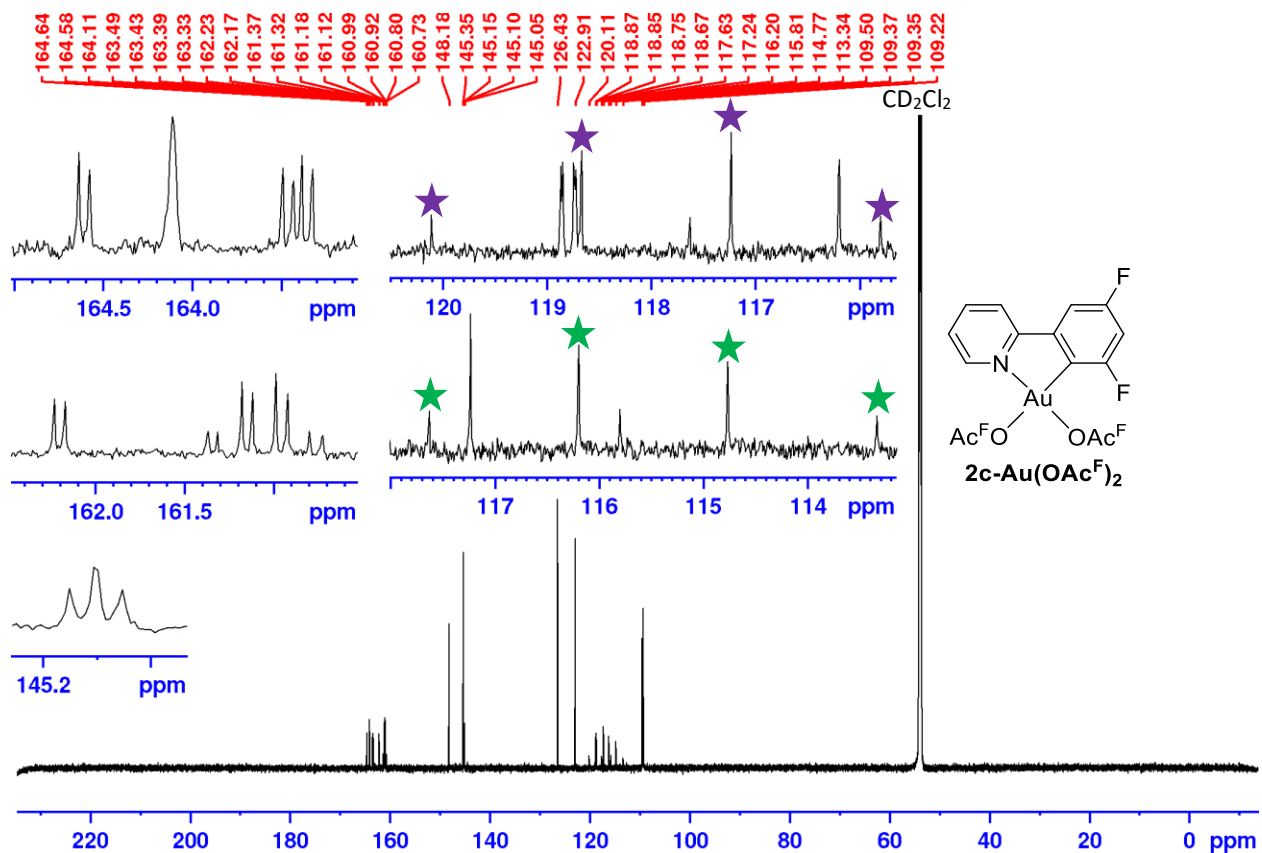 164.64 164.58 164.11 163.49 163.43 163.39 163.33 162.23 162.17 161.37 161.32 161.18 161.12 160.99 160.92 160.80 160.73 148.18 145.35 145.15 145.10 145.05 126.43 122.91 120.11 118.87 118.85 118.75 118.67 117.63 117.24 116.20 115.81 114.77 113.34 109.50 109.37 109.35 109.22
CD₂Cl₂
164.5 164.0 ppm
120 119 118 117 ppm
162.0 161.5 ppm
117 116 115 114 ppm
F
N
F
Au
AcᶠO OAcᶠ
2c-Au(OAcᶠ)₂
145.2 ppm
220 200 180 160 140 120 100 80 60 40 20 0 ppm